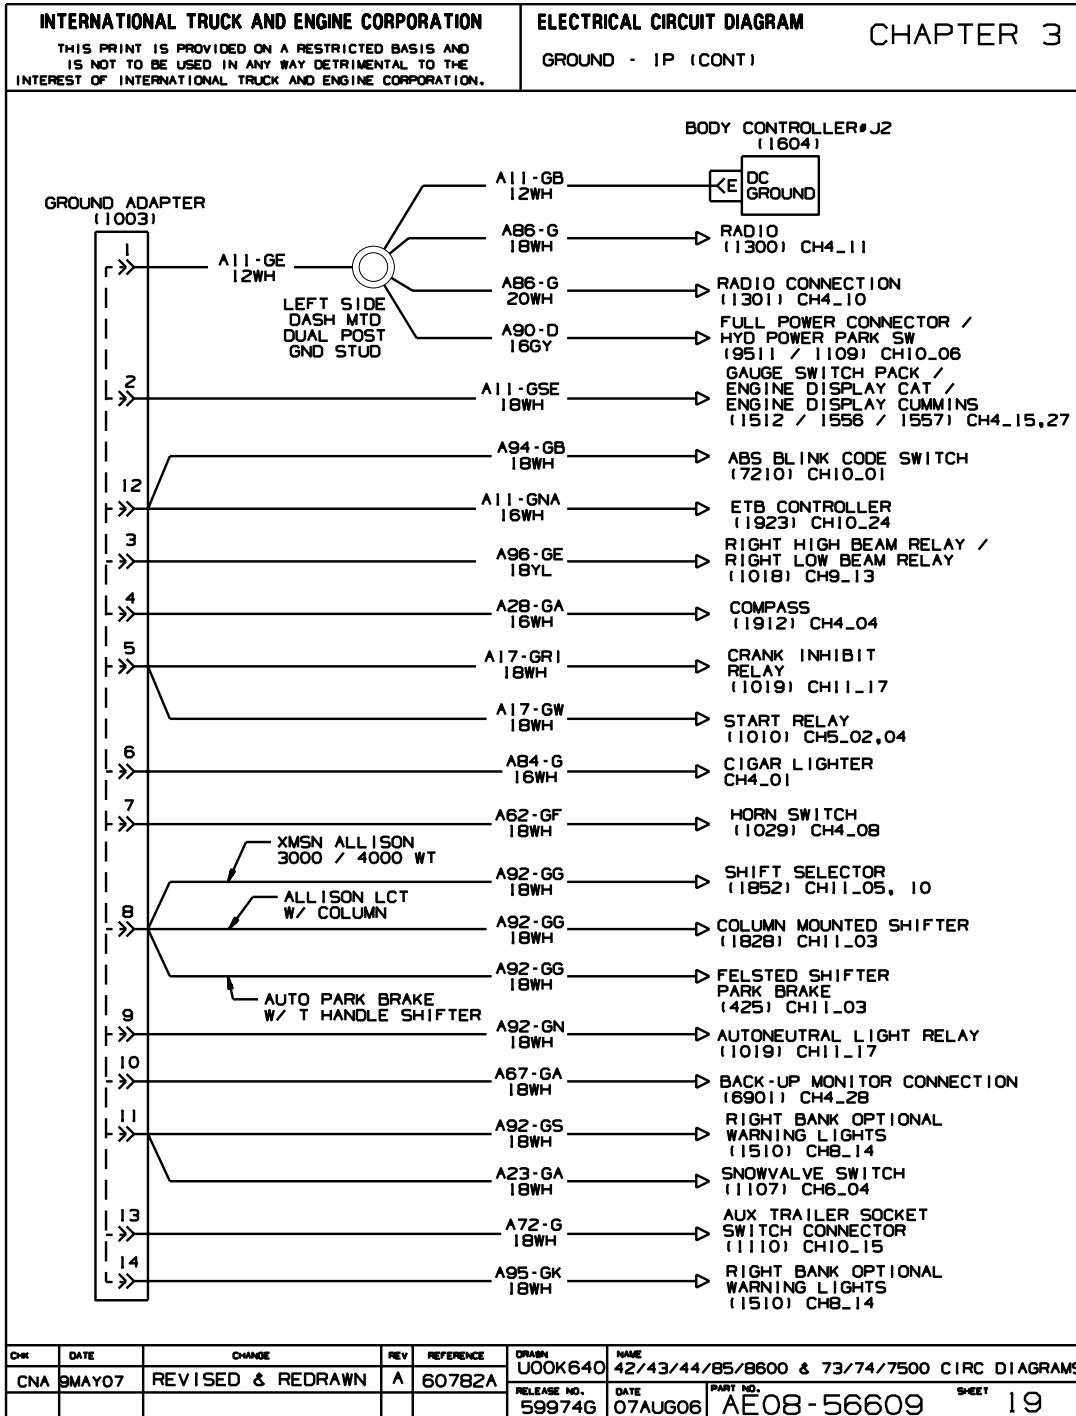 INTERNATIONAL TRUCK AND ENGINE CORPORATION
THIS PRINT IS PROVIDED ON A RESTRICTED BASIS AND
IS NOT TO BE USED IN ANY WAY DETRIMENTAL TO THE
INTEREST OF INTERNATIONAL TRUCK AND ENGINE CORPORATION.
ELECTRICAL CIRCUIT DIAGRAM
GROUND - IP (CONT)
CHAPTER 3
BODY CONTROLLER#J2
(1604)
E
DC
GROUND
GROUND ADAPTER
(1003)
1
A11-GE
12WH
LEFT SIDE
DASH MTD
DUAL POST
GND STUD
A11-GB
12WH
A86-G
18WH
RADIO
(1300) CH4_11
A86-G
20WH
RADIO CONNECTION
(1301) CH4_10
A90-D
16GY
FULL POWER CONNECTOR /
HYD POWER PARK SW
(9511 / 1109) CH10_06
2
A11-GSE
18WH
GAUGE SWITCH PACK /
ENGINE DISPLAY CAT /
ENGINE DISPLAY CUMMINS
(1512 / 1556 / 1557) CH4_15,27
12
A94-GB
18WH
ABS BLINK CODE SWITCH
(7210) CH10_01
A11-GNA
16WH
ETB CONTROLLER
(1923) CH10_24
3
A96-GE
18YL
RIGHT HIGH BEAM RELAY /
RIGHT LOW BEAM RELAY
(1018) CH9_13
4
A28-GA
16WH
COMPASS
(1912) CH4_04
5
A17-GRI
18WH
CRANK INHIBIT
RELAY
(1019) CH11_17
A17-GW
18WH
START RELAY
(1010) CH5_02,04
6
A84-G
16WH
CIGAR LIGHTER
CH4_01
7
A62-GF
18WH
HORN SWITCH
(1029) CH4_08
XMSN ALLISON
3000 / 4000 WT
A92-GG
18WH
SHIFT SELECTOR
(1852) CH11_05, 10
8
ALLISON LCT
W/ COLUMN
A92-GG
18WH
COLUMN MOUNTED SHIFTER
(1828) CH11_03
AUTO PARK BRAKE
W/ T HANDLE SHIFTER
A92-GG
18WH
FELSTED SHIFTER
PARK BRAKE
(425) CH11_03
9
A92-GN
18WH
AUTONEUTRAL LIGHT RELAY
(1019) CH11_17
10
A67-GA
18WH
BACK-UP MONITOR CONNECTION
(6901) CH4_28
11
A92-GS
18WH
RIGHT BANK OPTIONAL
WARNING LIGHTS
(1510) CH8_14
A23-GA
18WH
SNOWVALVE SWITCH
(1107) CH6_04
13
A72-G
18WH
AUX TRAILER SOCKET
SWITCH CONNECTOR
(1110) CH10_15
14
A95-GK
18WH
RIGHT BANK OPTIONAL
WARNING LIGHTS
(1510) CH8_14
CHK DATE CHANGE REV REFERENCE
CNA 9MAY07 REVISED & REDRAWN A 60782A
DRAWN
U00K640
NAME
42/43/44/85/8600 & 73/74/7500 CIRC DIAGRAMS
RELEASE NO.
59974G
DATE
07AUG06
PART NO.
AE08-56609
SHEET 19